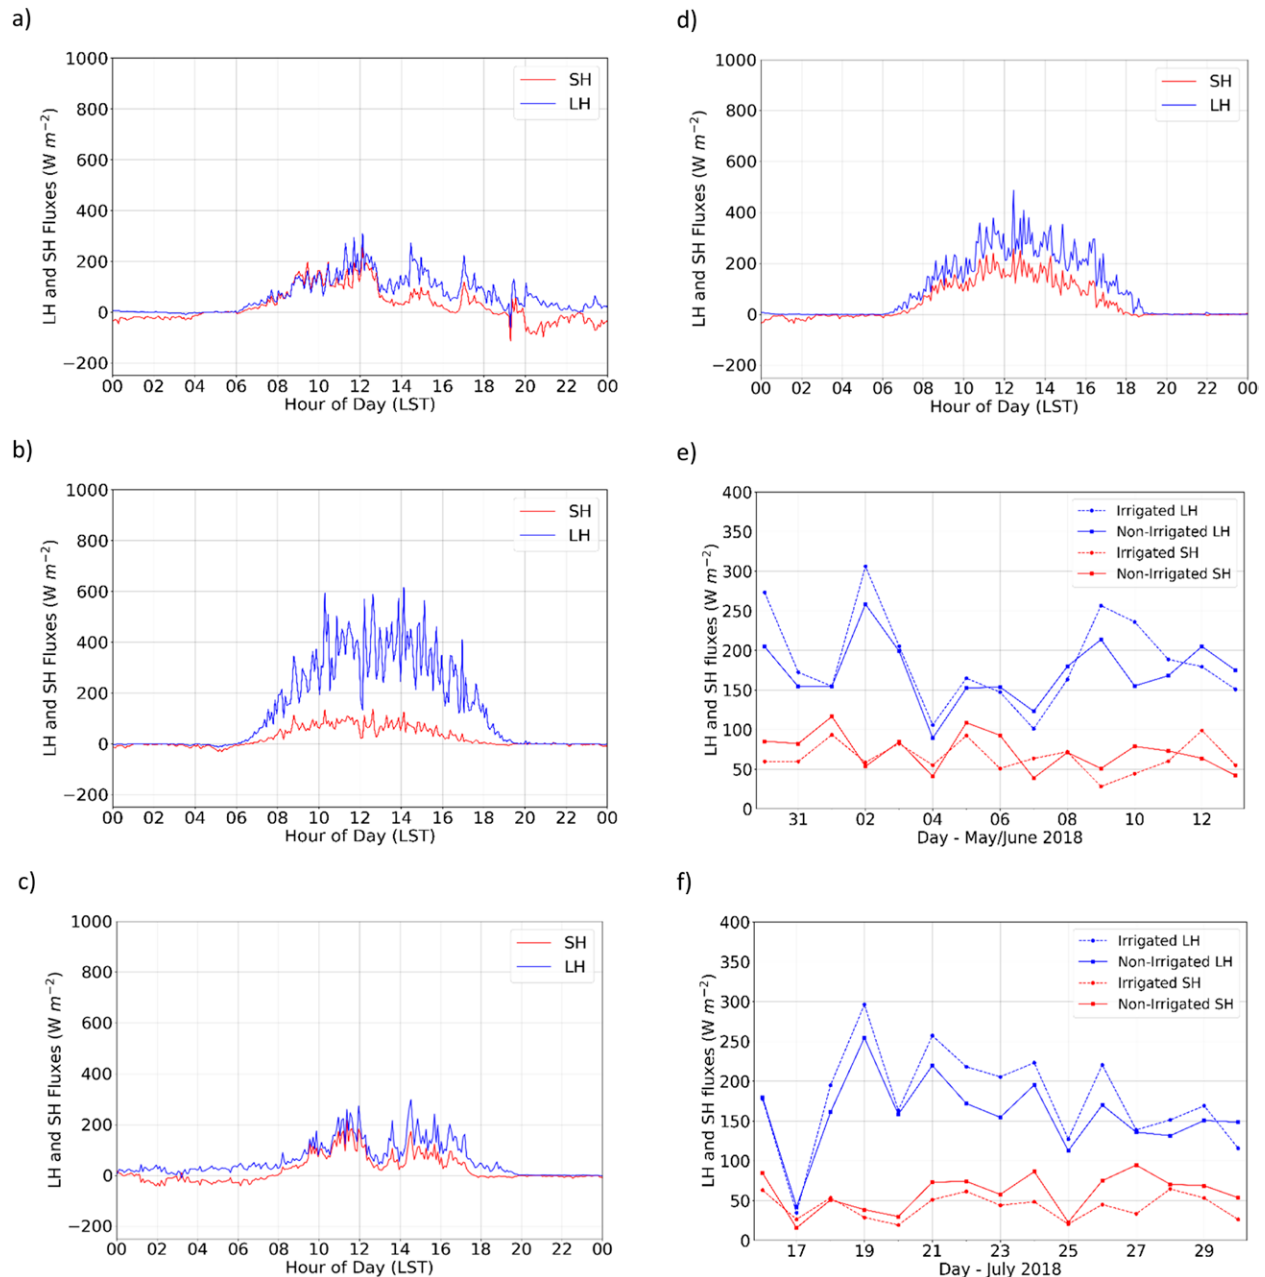 a)
LH and SH Fluxes (W m⁻²)
1000
800
600
400
200
0
−200
SH
LH
00 02 04 06 08 10 12 14 16 18 20 22 00
Hour of Day (LST)
d)
LH and SH Fluxes (W m⁻²)
1000
800
600
400
200
0
−200
SH
LH
00 02 04 06 08 10 12 14 16 18 20 22 00
Hour of Day (LST)
b)
LH and SH Fluxes (W m⁻²)
1000
800
600
400
200
0
−200
SH
LH
00 02 04 06 08 10 12 14 16 18 20 22 00
Hour of Day (LST)
e)
LH and SH fluxes (W m⁻²)
400
350
300
250
200
150
100
50
0
Irrigated LH
Non-Irrigated LH
Irrigated SH
Non-Irrigated SH
31 02 04 06 08 10 12
Day - May/June 2018
c)
LH and SH Fluxes (W m⁻²)
1000
800
600
400
200
0
−200
SH
LH
00 02 04 06 08 10 12 14 16 18 20 22 00
Hour of Day (LST)
f)
LH and SH fluxes (W m⁻²)
400
350
300
250
200
150
100
50
0
Irrigated LH
Non-Irrigated LH
Irrigated SH
Non-Irrigated SH
17 19 21 23 25 27 29
Day - July 2018